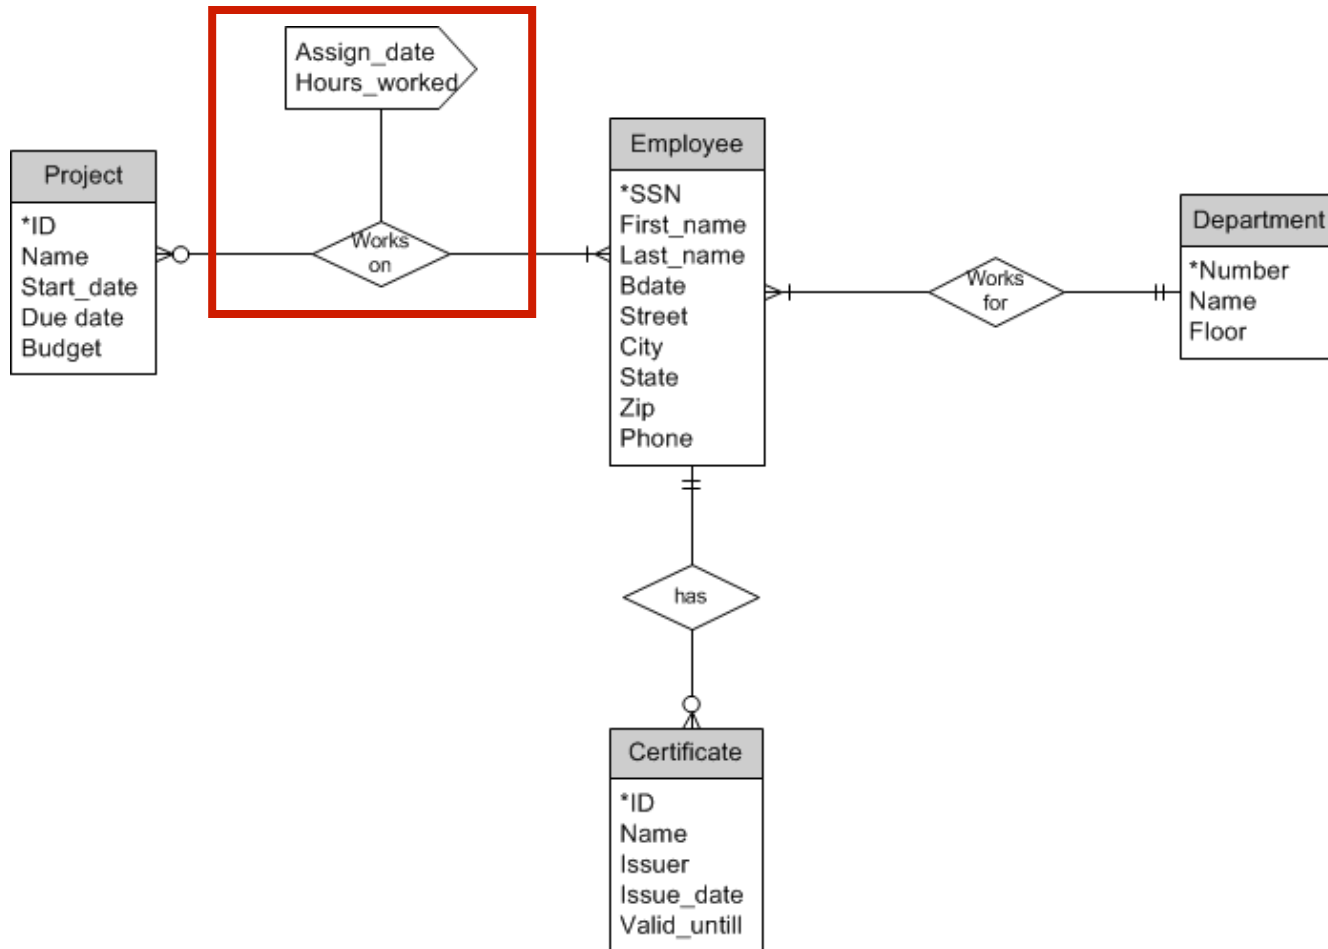 Assign_date
Hours_worked
Project
*ID
Name
Start_date
Due date
Budget
Works
on
Employee
*SSN
First_name
Last_name
Bdate
Street
City
State
Zip
Phone
Works
for
Department
*Number
Name
Floor
has
Certificate
*ID
Name
Issuer
Issue_date
Valid_untill